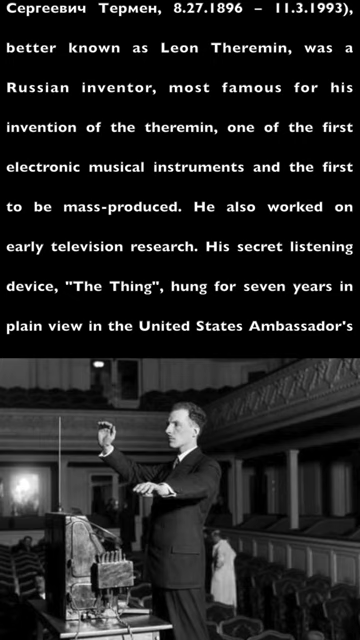 Сергеевич Термен, 8.27.1896 – 11.3.1993),
better known as Leon Theremin, was a
Russian inventor, most famous for his
invention of the theremin, one of the first
electronic musical instruments and the first
to be mass-produced. He also worked on
early television research. His secret listening
device, "The Thing", hung for seven years in
plain view in the United States Ambassador's